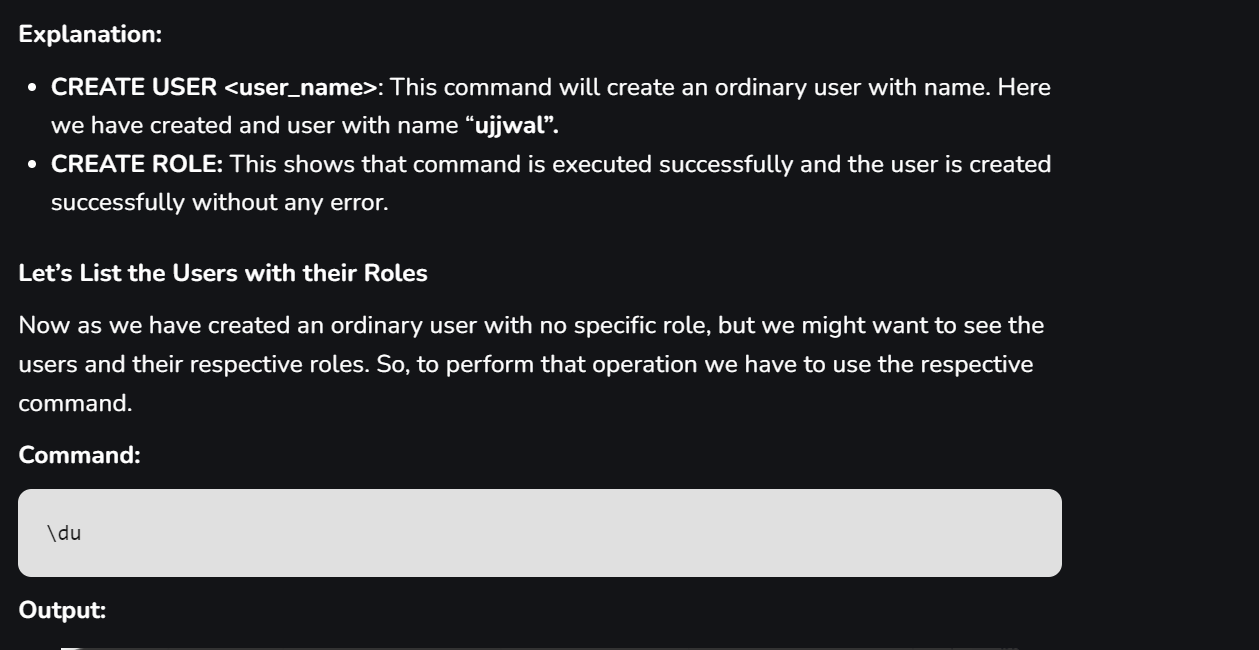 Explanation:
• CREATE USER <user_name>: This command will create an ordinary user with name. Here
we have created and user with name “ujjwal”.
• CREATE ROLE: This shows that command is executed successfully and the user is created
successfully without any error.
Let’s List the Users with their Roles
Now as we have created an ordinary user with no specific role, but we might want to see the
users and their respective roles. So, to perform that operation we have to use the respective
command.
Command:
\du
Output: